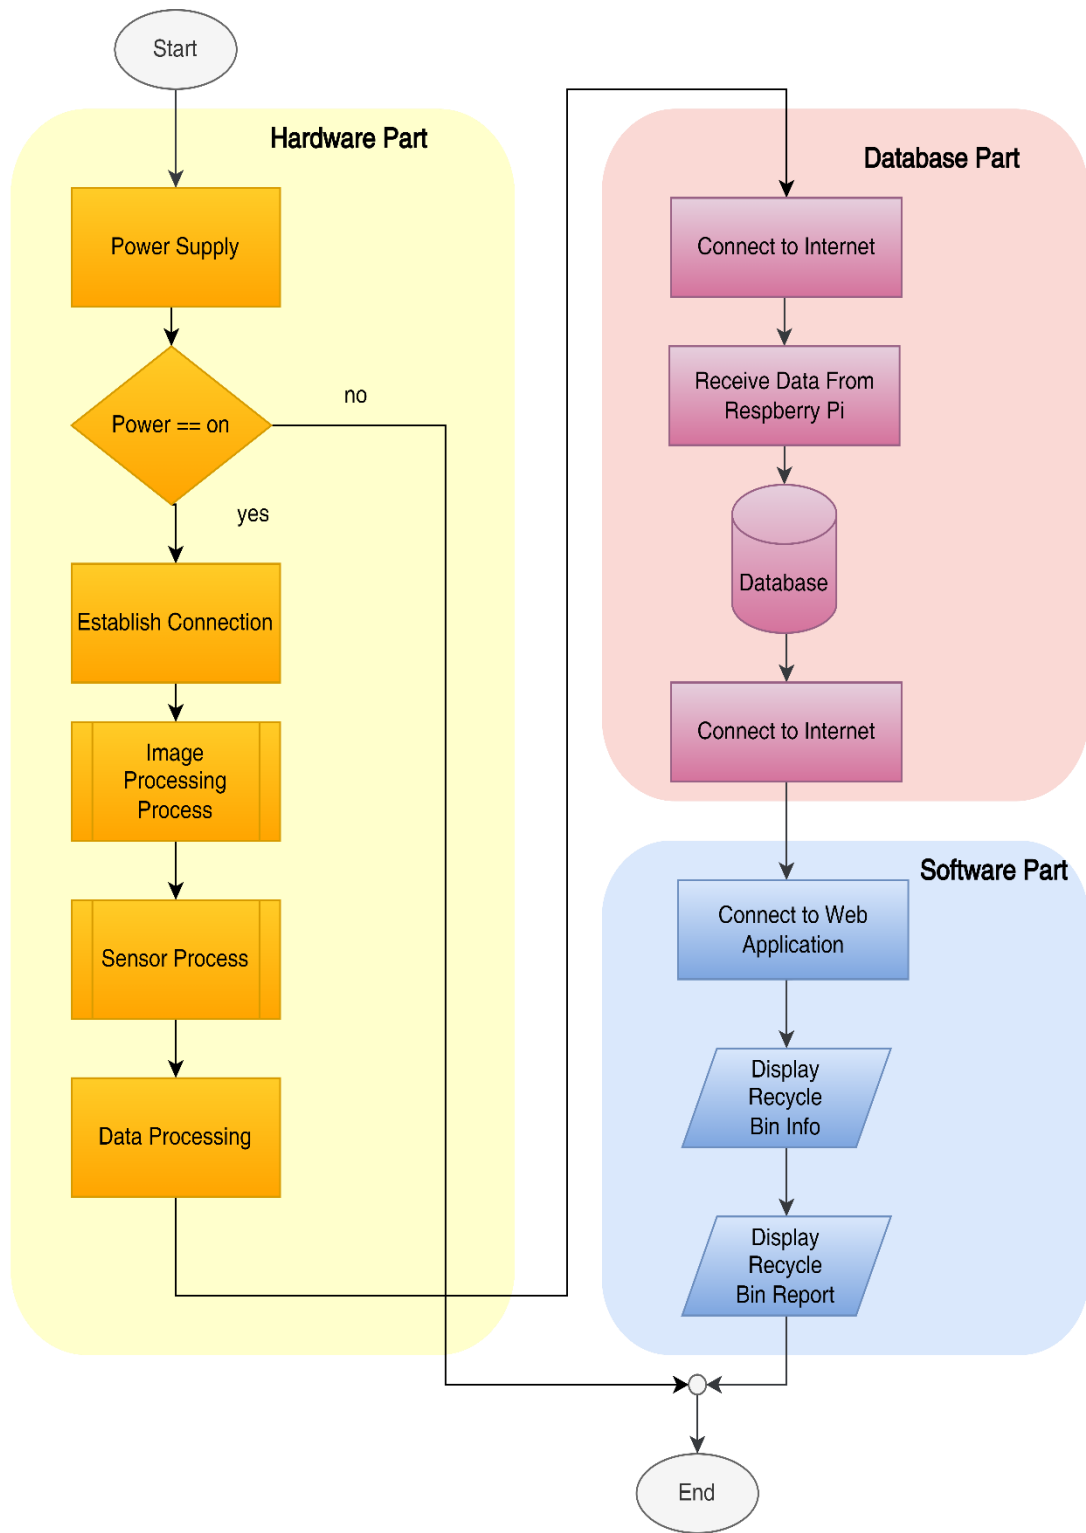 Start
Hardware Part
Power Supply
Power == on
no
yes
Establish Connection
Image
Processing
Process
Sensor Process
Data Processing
Database Part
Connect to Internet
Receive Data From
Respberry Pi
Database
Connect to Internet
Software Part
Connect to Web
Application
Display
Recycle
Bin Info
Display
Recycle
Bin Report
End